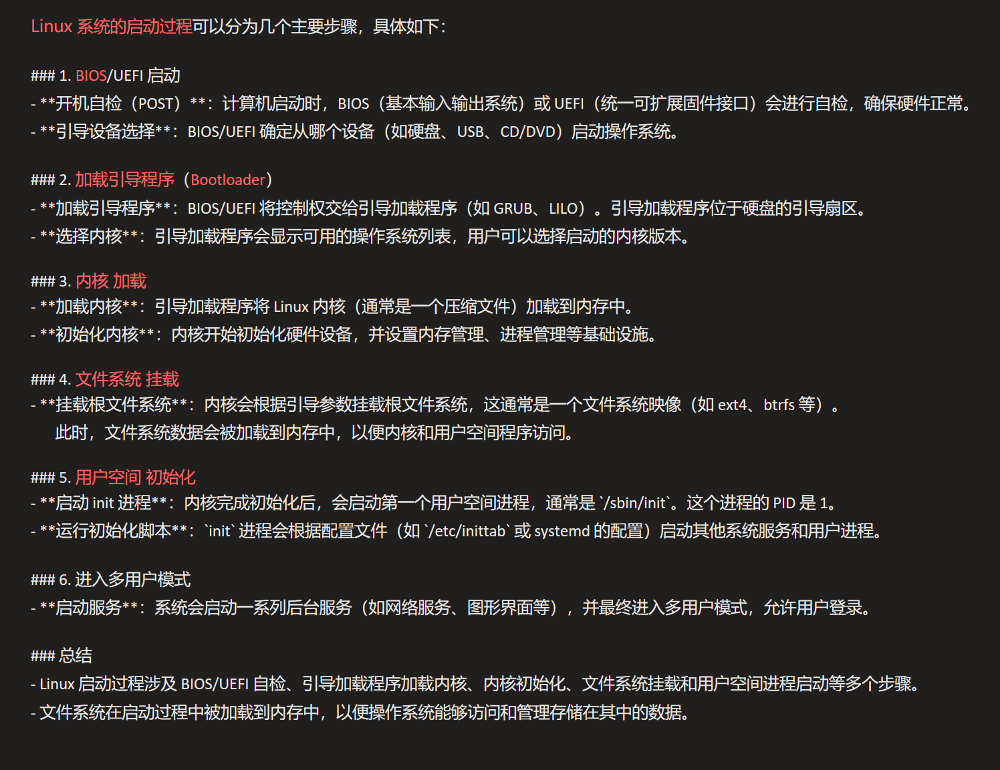 Linux 系统的启动过程可以分为几个主要步骤，具体如下：
### 1. BIOS/UEFI 启动
- **开机自检（POST）**：计算机启动时，BIOS（基本输入输出系统）或 UEFI（统一可扩展固件接口）会进行自检，确保硬件正常。
- **引导设备选择**：BIOS/UEFI 确定从哪个设备（如硬盘、USB、CD/DVD）启动操作系统。
### 2. 加载引导程序（Bootloader）
- **加载引导程序**：BIOS/UEFI 将控制权交给引导加载程序（如 GRUB、LILO）。引导加载程序位于硬盘的引导扇区。
- **选择内核**：引导加载程序会显示可用的操作系统列表，用户可以选择启动的内核版本。
### 3. 内核 加载
- **加载内核**：引导加载程序将 Linux 内核（通常是一个压缩文件）加载到内存中。
- **初始化内核**：内核开始初始化硬件设备，并设置内存管理、进程管理等基础设施。
### 4. 文件系统 挂载
- **挂载根文件系统**：内核会根据引导参数挂载根文件系统，这通常是一个文件系统映像（如 ext4、btrfs 等）。
此时，文件系统数据会被加载到内存中，以便内核和用户空间程序访问。
### 5. 用户空间 初始化
- **启动 init 进程**：内核完成初始化后，会启动第一个用户空间进程，通常是 `/sbin/init`。这个进程的 PID 是 1。
- **运行初始化脚本**：`init` 进程会根据配置文件（如 `/etc/inittab` 或 systemd 的配置）启动其他系统服务和用户进程。
### 6. 进入多用户模式
- **启动服务**：系统会启动一系列后台服务（如网络服务、图形界面等），并最终进入多用户模式，允许用户登录。
### 总结
- Linux 启动过程涉及 BIOS/UEFI 自检、引导加载程序加载内核、内核初始化、文件系统挂载和用户空间进程启动等多个步骤。
- 文件系统在启动过程中被加载到内存中，以便操作系统能够访问和管理存储在其中的数据。